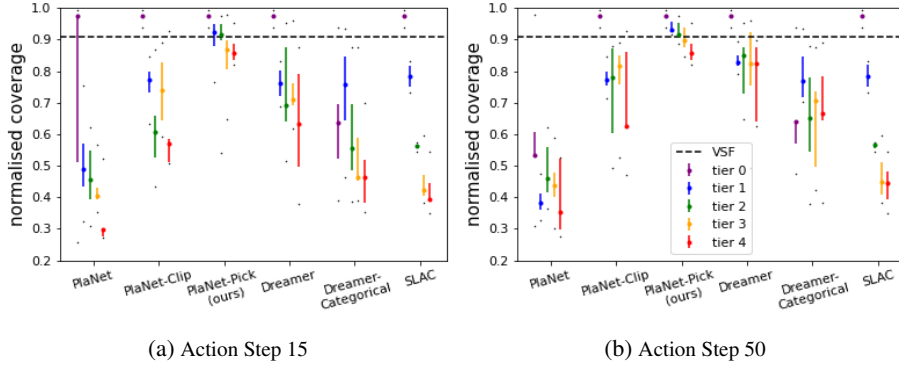 normalised coverage
1.0
0.9
0.8
0.7
0.6
0.5
0.4
0.3
0.2
PlaNet
PlaNet-Clip
PlaNet-Pick
(ours)
Dreamer
Dreamer-
Categorical
SLAC
(a) Action Step 15
normalised coverage
1.0
0.9
0.8
0.7
0.6
0.5
0.4
0.3
0.2
VSF
tier 0
tier 1
tier 2
tier 3
tier 4
PlaNet
PlaNet-Clip
PlaNet-Pick
(ours)
Dreamer
Dreamer-
Categorical
SLAC
(b) Action Step 50